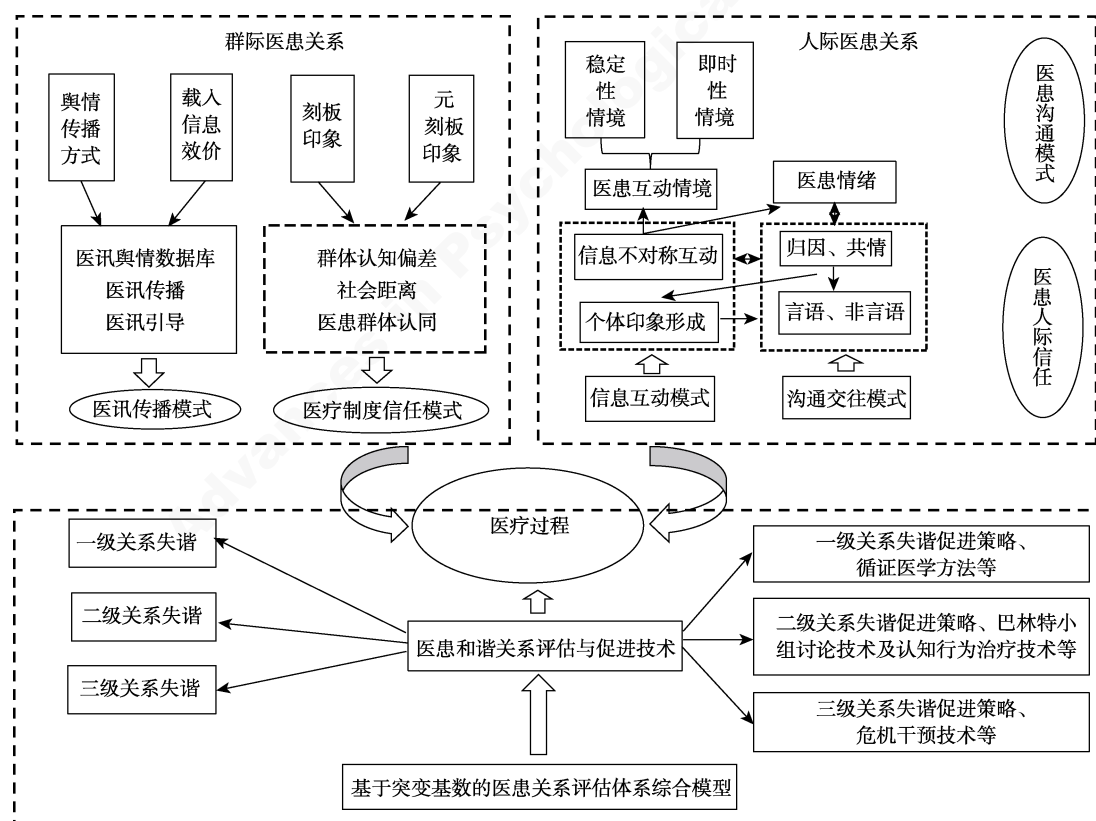 群际医患关系
舆情
传播
方式
载入
信息
效价
刻板
印象
元
刻板
印象
医讯舆情数据库
医讯传播
医讯引导
群体认知偏差
社会距离
医患群体认同
医讯传播模式
医疗制度信任模式
人际医患关系
稳定
性
情境
即时
性
情境
医患互动情境
医患情绪
信息不对称互动
归因、共情
个体印象形成
言语、非言语
信息互动模式
沟通交往模式
医患沟通模式
医患人际信任
医疗过程
一级关系失谐
二级关系失谐
三级关系失谐
医患和谐关系评估与促进技术
一级关系失谐促进策略、
循证医学方法等
二级关系失谐促进策略、巴林特小
组讨论技术及认知行为治疗技术等
三级关系失谐促进策略、
危机干预技术等
基于突变基数的医患关系评估体系综合模型
Advances
Psychological